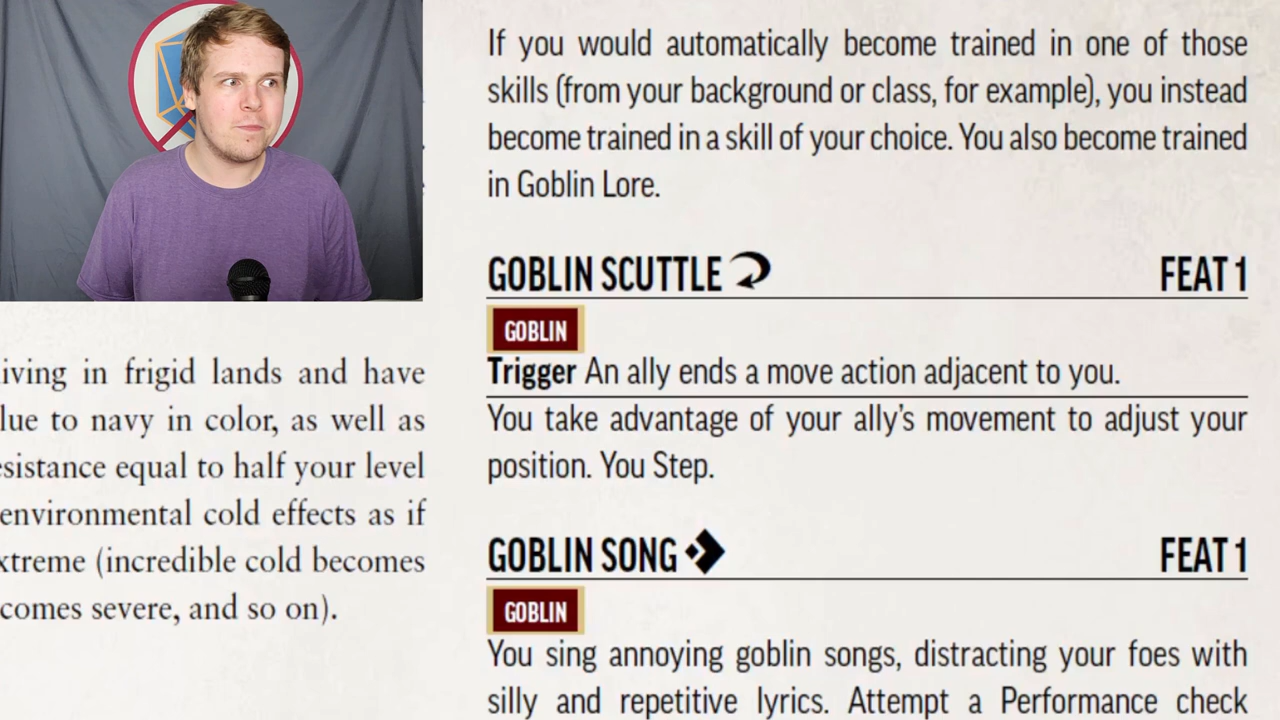 If you would automatically become trained in one of those
skills (from your background or class, for example), you instead
become trained in a skill of your choice. You also become trained
in Goblin Lore.
GOBLIN SCUTTLE FEAT 1
GOBLIN
Trigger An ally ends a move action adjacent to you.
You take advantage of your ally’s movement to adjust your
position. You Step.
GOBLIN SONG FEAT 1
GOBLIN
You sing annoying goblin songs, distracting your foes with
silly and repetitive lyrics. Attempt a Performance check
in frigid lands and have
to navy in color, as well as
equal to half your level
environmental cold effects as if
(incredible cold becomes
severe, and so on).